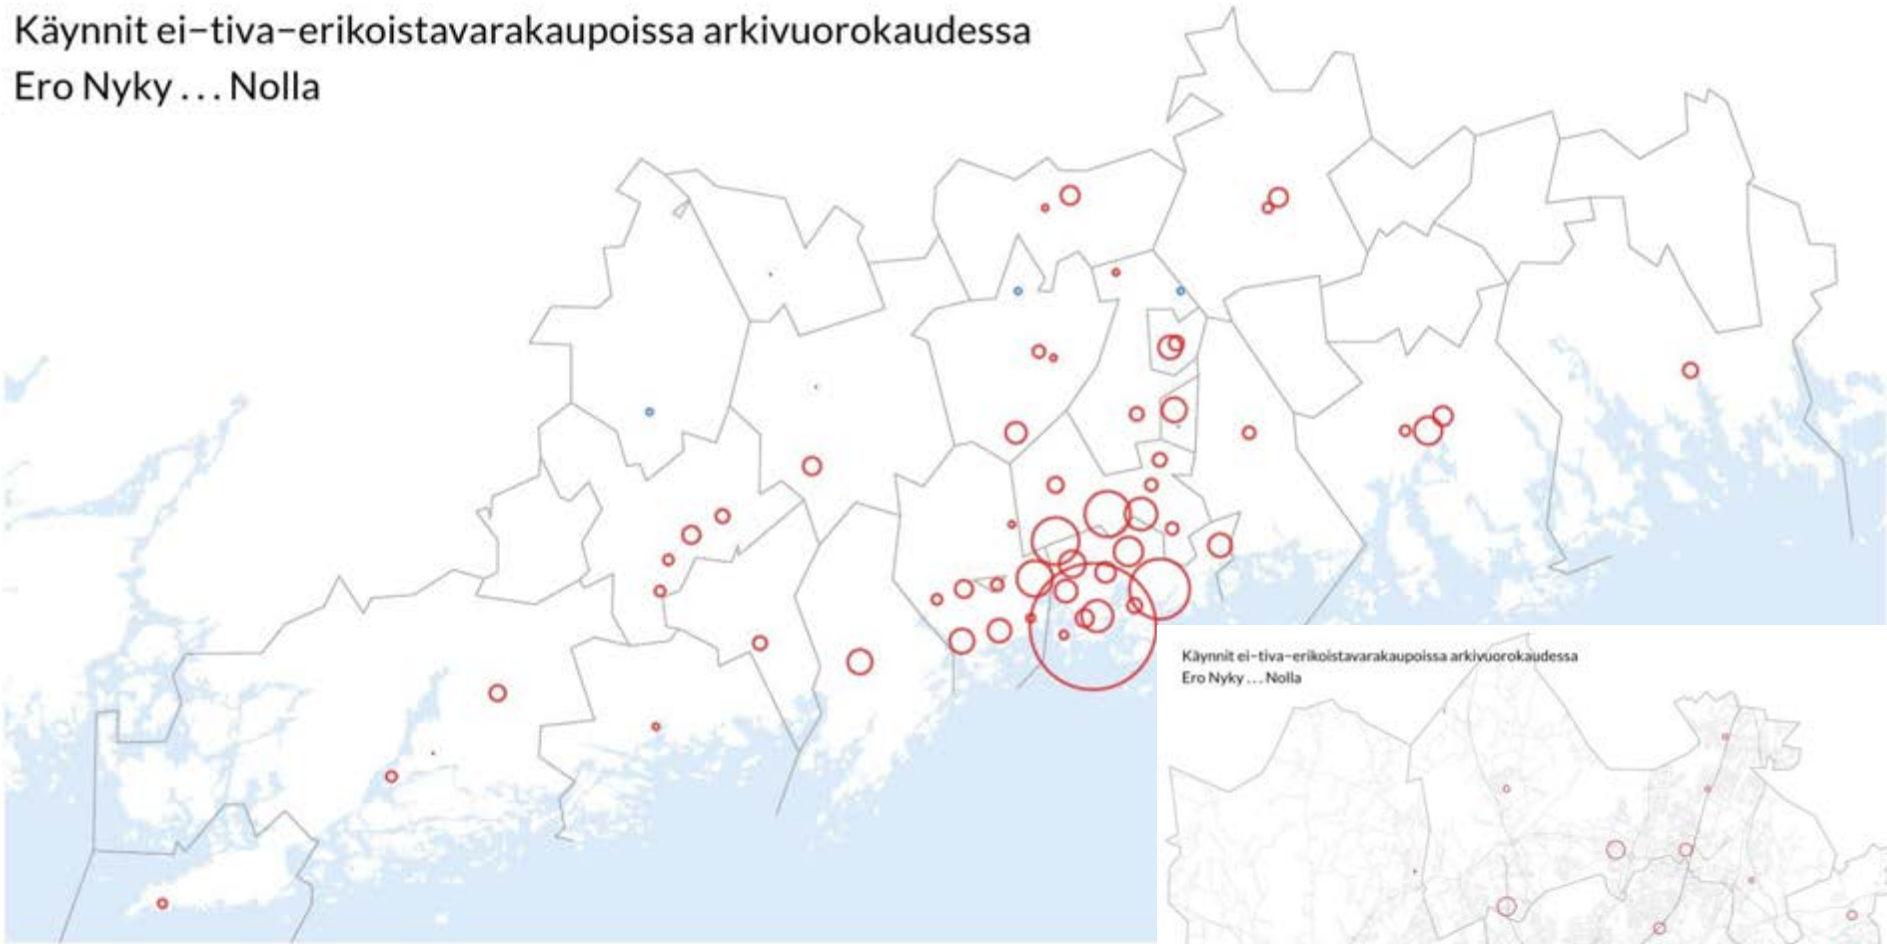 Käynnit ei−tiva−erikoistavarakaupoissa arkivuorokaudessa
Ero Nyky . . . Nolla
Käynnit ei−tiva−erikoistavarakaupoissa arkivuorokaudessa
Ero Nyky . . . Nolla